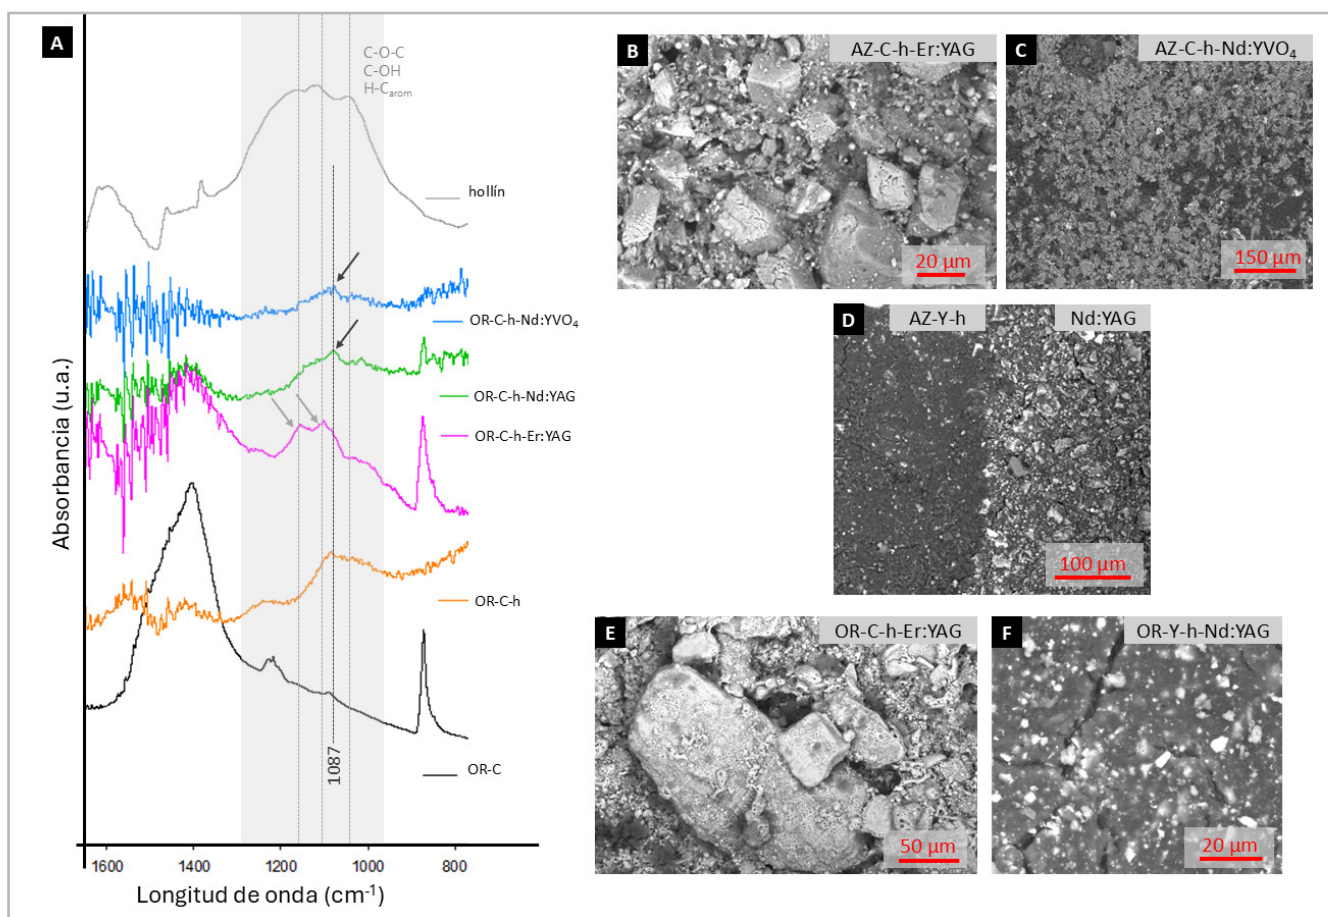 A
C-O-C
C-OH
H-Carom
hollín
OR-C-h-Nd:YVO₄
OR-C-h-Nd:YAG
OR-C-h-Er:YAG
OR-C-h
OR-C
1087
Absorbancia (u.a.)
1600 1400 1200 1000 800
Longitud de onda (cm⁻¹)
B AZ-C-h-Er:YAG
20 µm
C AZ-C-h-Nd:YVO₄
150 µm
D AZ-Y-h Nd:YAG
100 µm
E OR-C-h-Er:YAG
50 µm
F OR-Y-h-Nd:YAG
20 µm